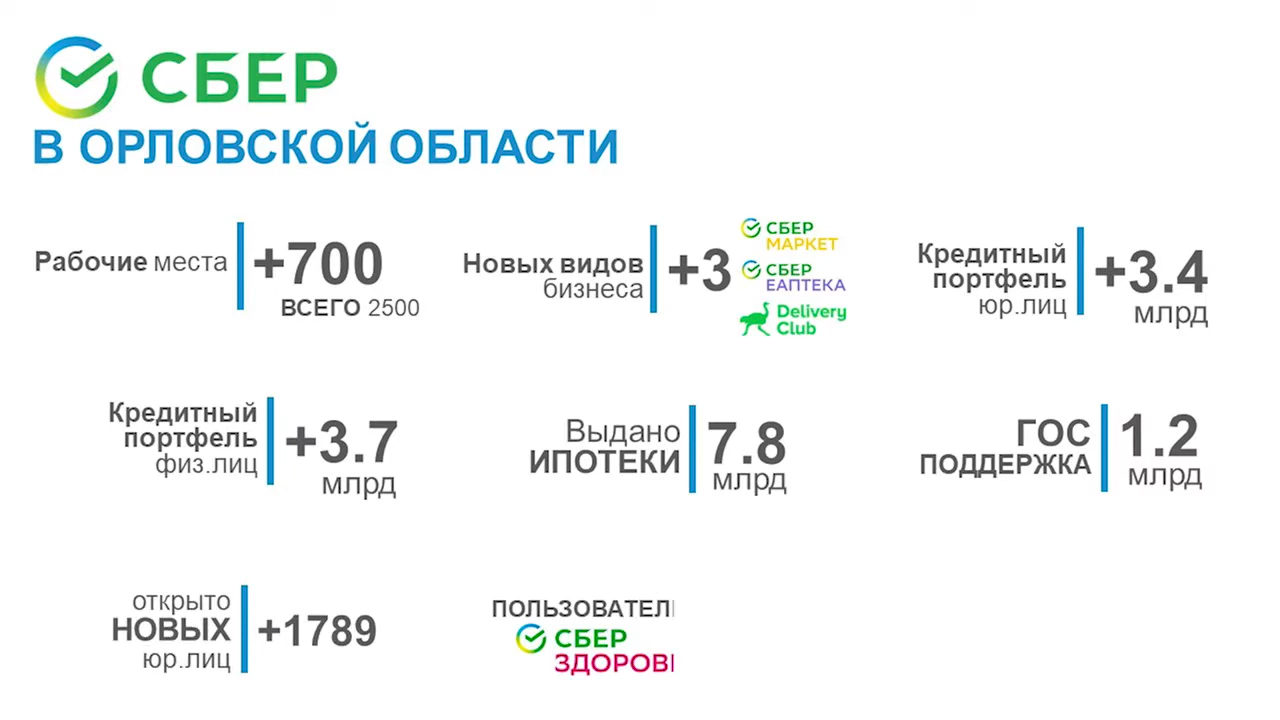 СБЕР
В ОРЛОВСКОЙ ОБЛАСТИ
Рабочие места
+700
ВСЕГО 2500
Новых видов
бизнеса
+3
СБЕР
МАРКЕТ
СБЕР
ЕАПТЕКА
Delivery
Club
Кредитный
портфель
юр.лиц
+3.4
млрд
Кредитный
портфель
физ.лиц
+3.7
млрд
Выдано
ИПОТЕКИ
7.8
млрд
ГОС
ПОДДЕРЖКА
1.2
млрд
открыто
НОВЫХ
юр.лиц
+1789
СБЕР